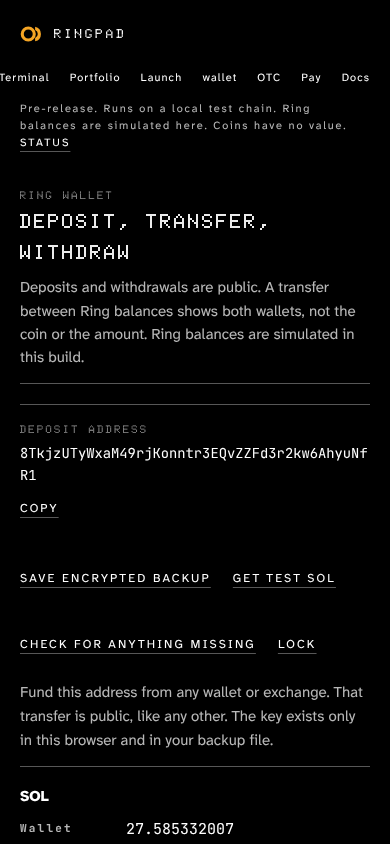 RINGPAD
Terminal Portfolio Launch wallet OTC Pay Docs
Pre-release. Runs on a local test chain. Ring
balances are simulated here. Coins have no value.
STATUS
RING WALLET
DEPOSIT, TRANSFER,
WITHDRAW
Deposits and withdrawals are public. A transfer
between Ring balances shows both wallets, not the
coin or the amount. Ring balances are simulated in
this build.
DEPOSIT ADDRESS
8TkjzUTyWxaM49rjKonntr3EQvZZFd3r2kw6AhyuNf
R1
COPY
SAVE ENCRYPTED BACKUP GET TEST SOL
CHECK FOR ANYTHING MISSING LOCK
Fund this address from any wallet or exchange. That
transfer is public, like any other. The key exists only
in this browser and in your backup file.
SOL
Wallet 27.585332007